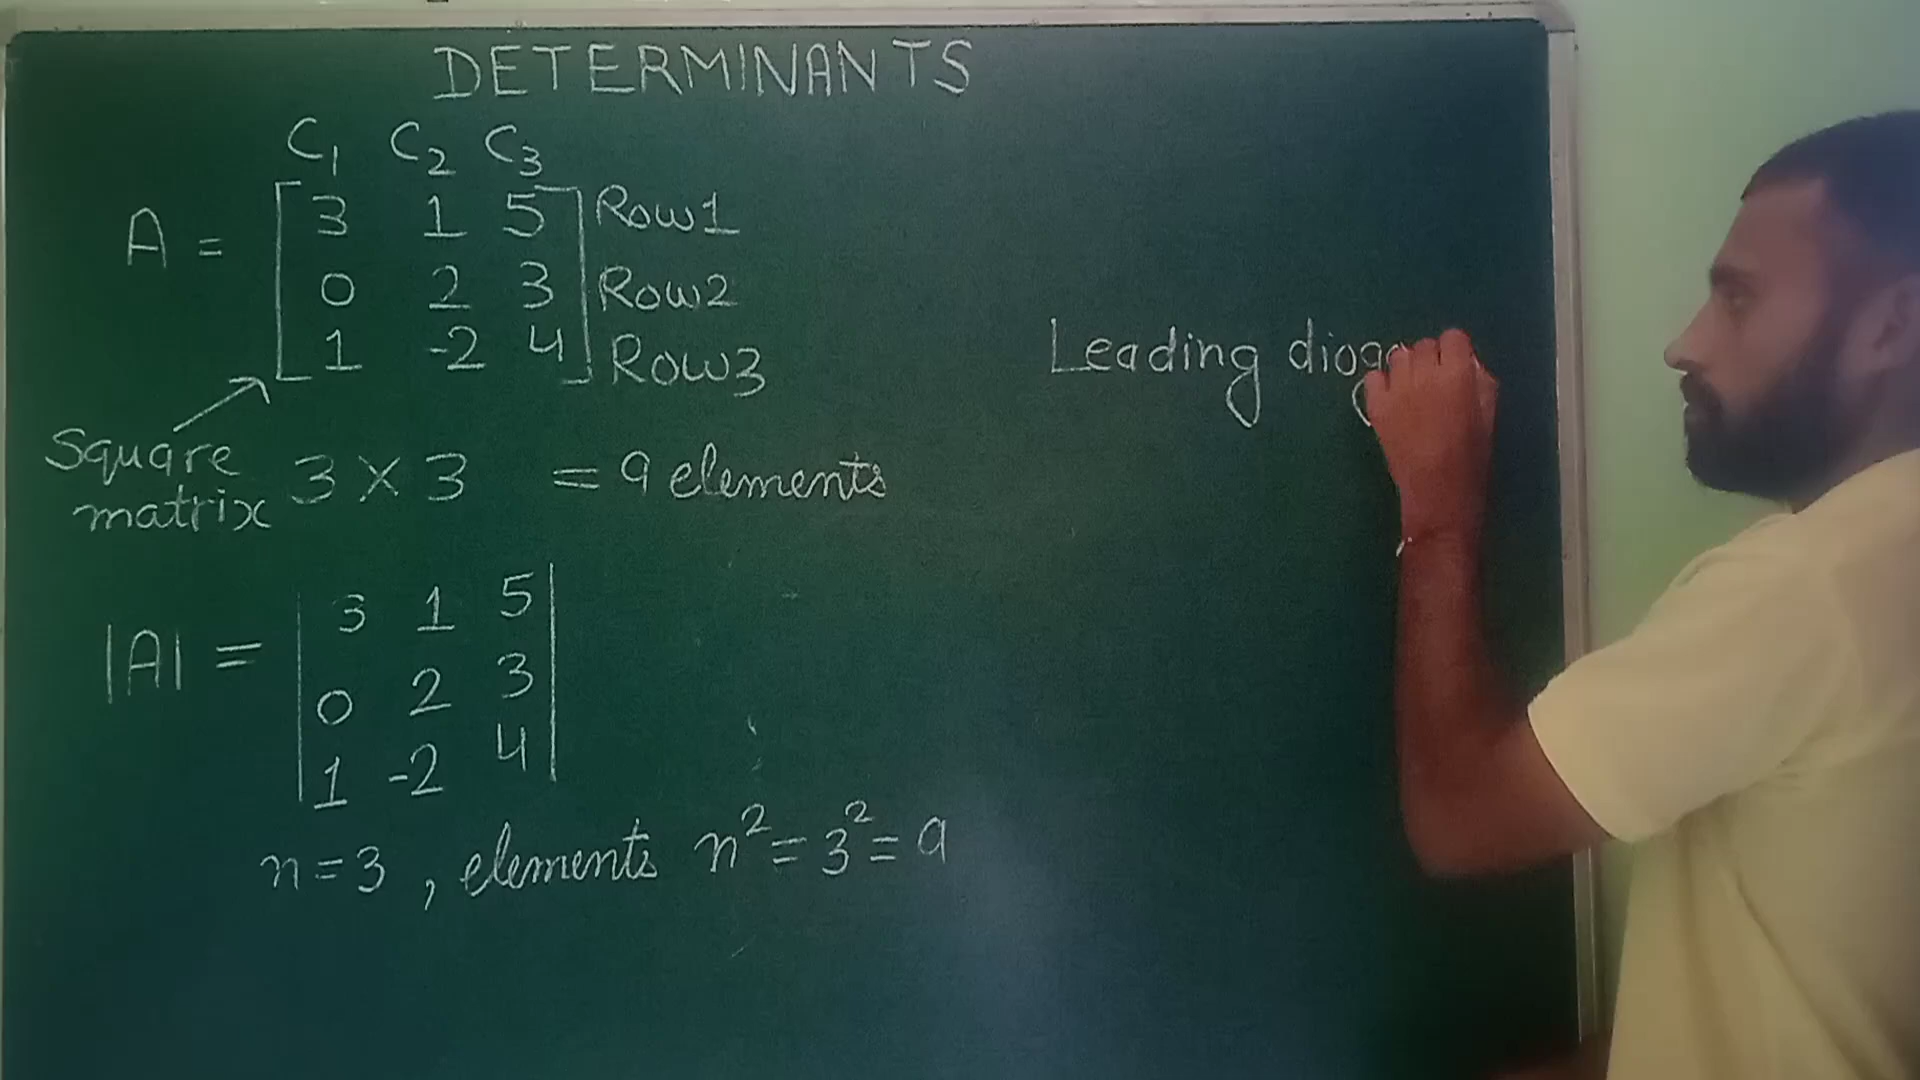 DETERMINANTS
C1 C2 C3
A = [ 3 1 5 ] Row1
0 2 3 Row2
1 -2 4 Row3
Square
matrix
3 × 3 = 9 elements
Leading
|A| = | 3 1 5 |
0 2 3
1 -2 4
n = 3 , elements n² = 3² = 9